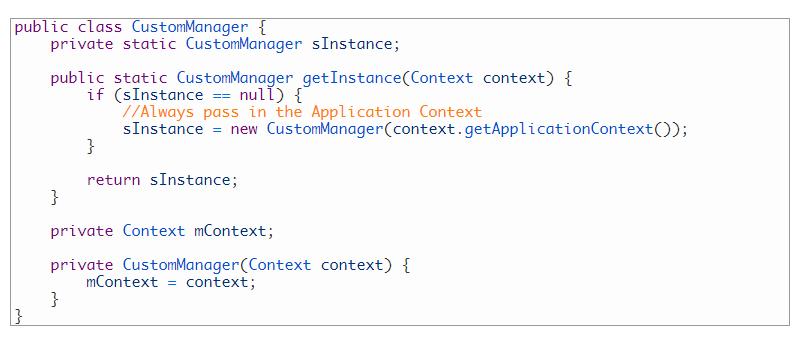 public class CustomManager {
    private static CustomManager sInstance;

    public static CustomManager getInstance(Context context) {
        if (sInstance == null) {
            //Always pass in the Application Context
            sInstance = new CustomManager(context.getApplicationContext());
        }

        return sInstance;
    }

    private Context mContext;

    private CustomManager(Context context) {
        mContext = context;
    }
}